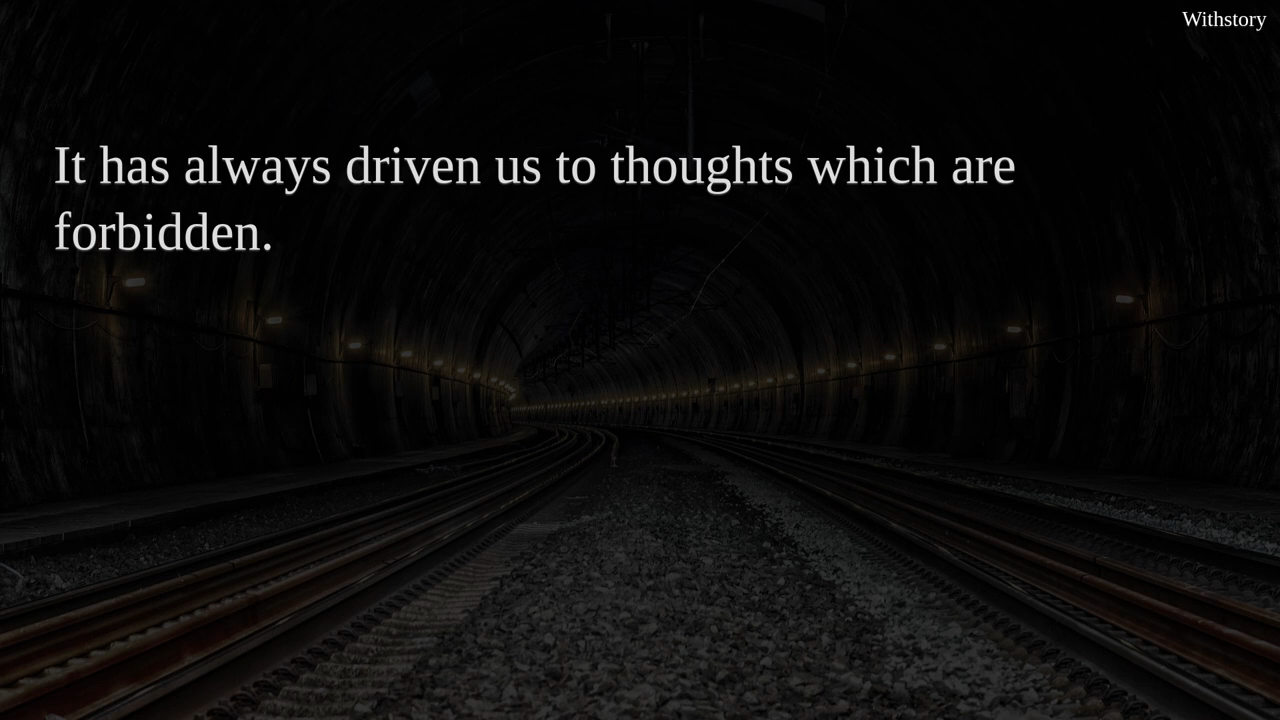 Withstory
It has always driven us to thoughts which are
forbidden.